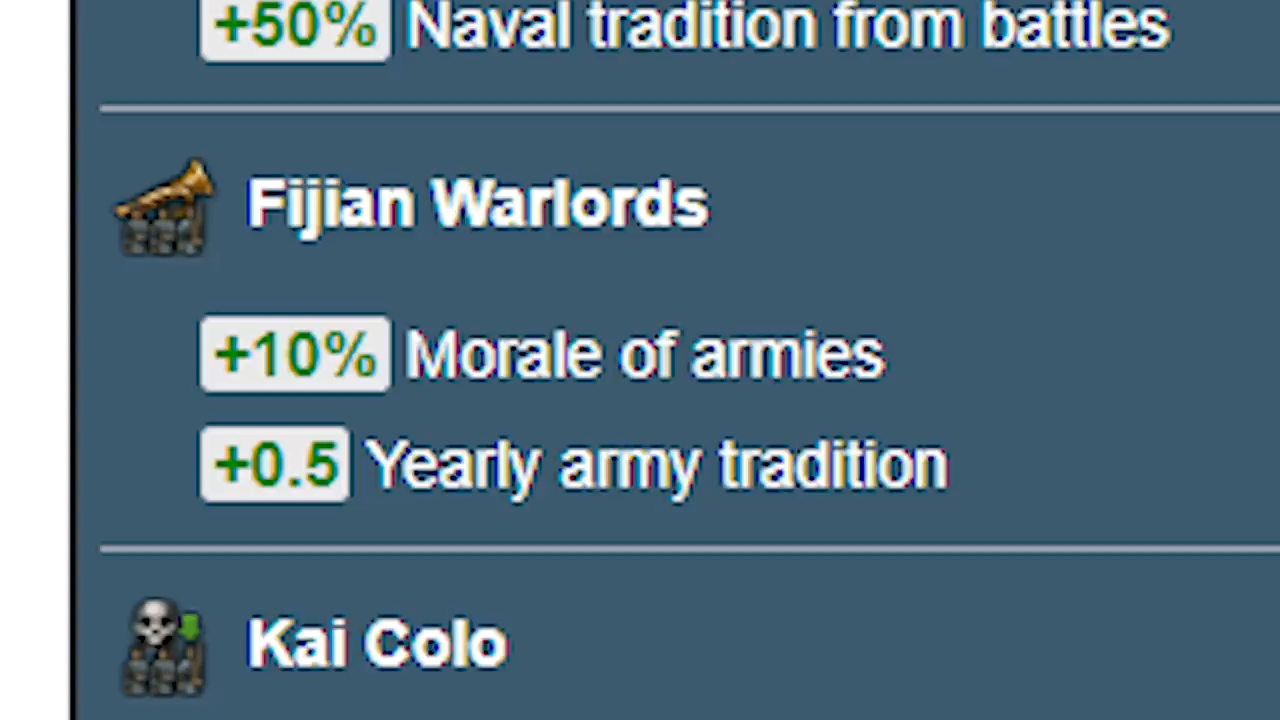 +50% Naval tradition from battles
Fijian Warlords
+10% Morale of armies
+0.5 Yearly army tradition
Kai Colo